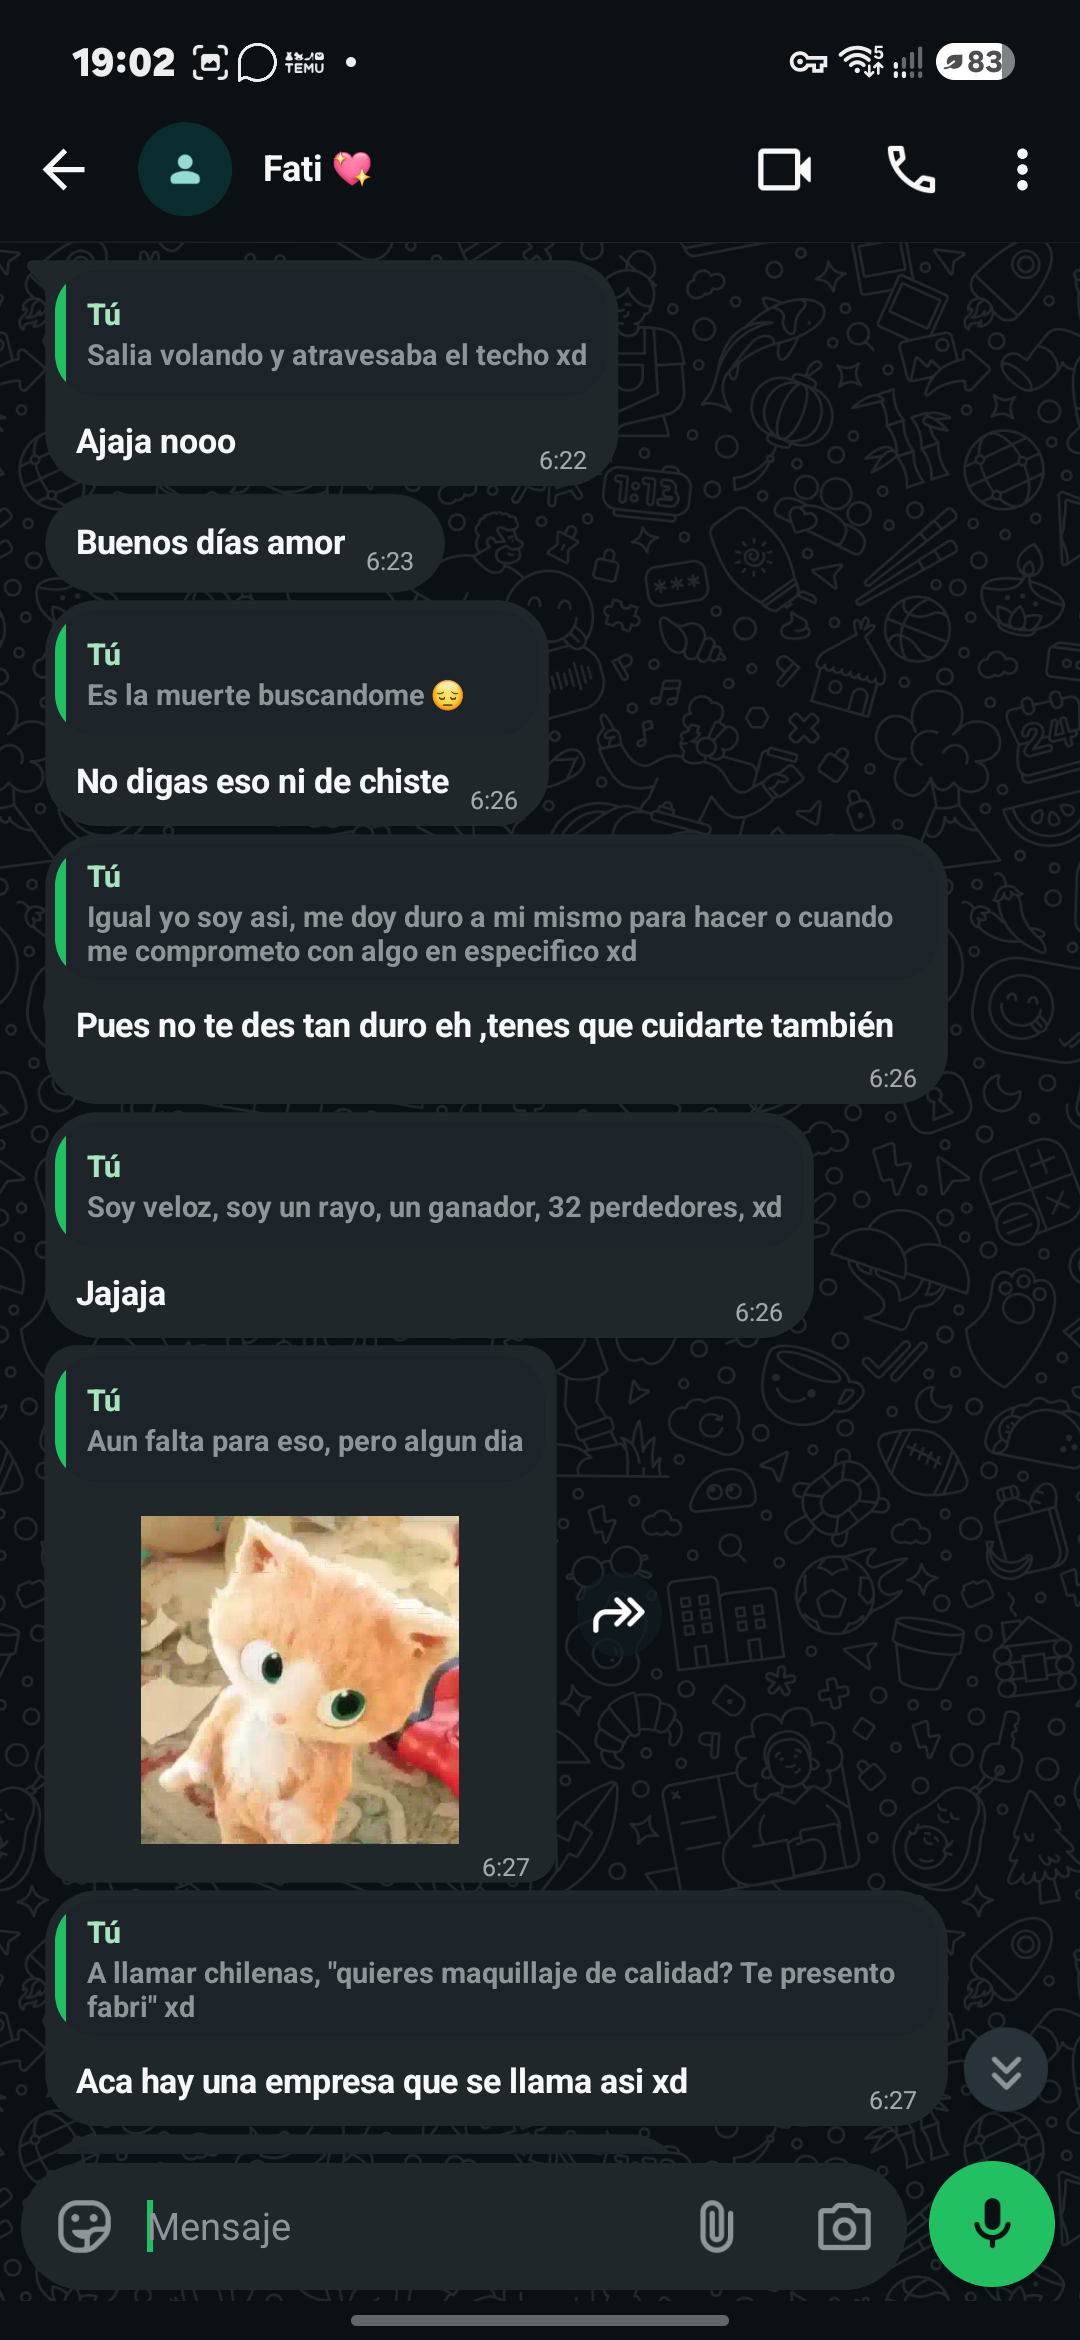 19:02
TEMU
5
83
Fati
Tú
Salia volando y atravesaba el techo xd
Ajaja nooo
6:22
Buenos días amor
6:23
Tú
Es la muerte buscandome 😔
No digas eso ni de chiste
6:26
Tú
Igual yo soy asi, me doy duro a mi mismo para hacer o cuando
me comprometo con algo en especifico xd
Pues no te des tan duro eh ,tenes que cuidarte también
6:26
Tú
Soy veloz, soy un rayo, un ganador, 32 perdedores, xd
Jajaja
6:26
Tú
Aun falta para eso, pero algun dia
6:27
Tú
A llamar chilenas, "quieres maquillaje de calidad? Te presento
fabri" xd
Aca hay una empresa que se llama asi xd
6:27
Mensaje